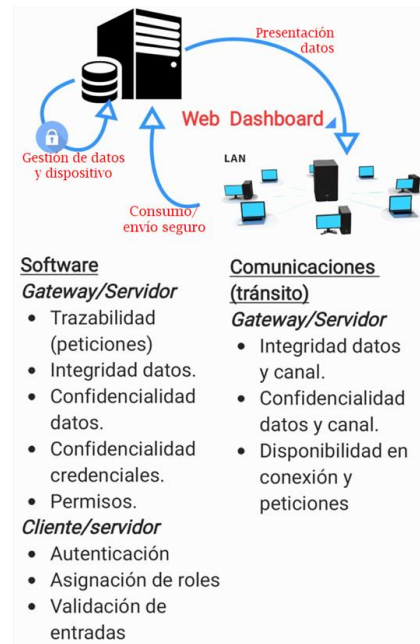 Presentación
datos
Web Dashboard
LAN
Gestión de datos
y dispositivo
Consumo/
envío seguro
Software
Gateway/Servidor
• Trazabilidad
(peticiones)
• Integridad datos.
• Confidencialidad
datos.
• Confidencialidad
credenciales.
• Permisos.
Cliente/servidor
• Autenticación
• Asignación de roles
• Validación de
entradas
Comunicaciones
(tránsito)
Gateway/Servidor
• Integridad datos
y canal.
• Confidencialidad
datos y canal.
• Disponibilidad en
conexión y
peticiones